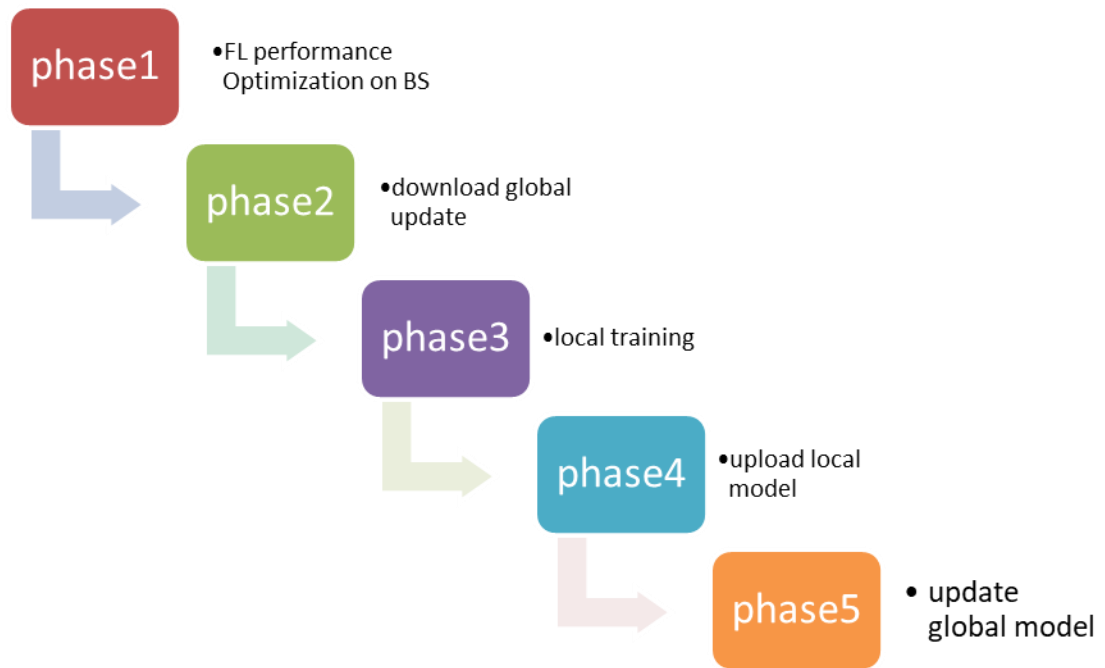 phase1
•FL performance
Optimization on BS
phase2
•download global
update
phase3
•local training
phase4
•upload local
model
phase5
• update
global model